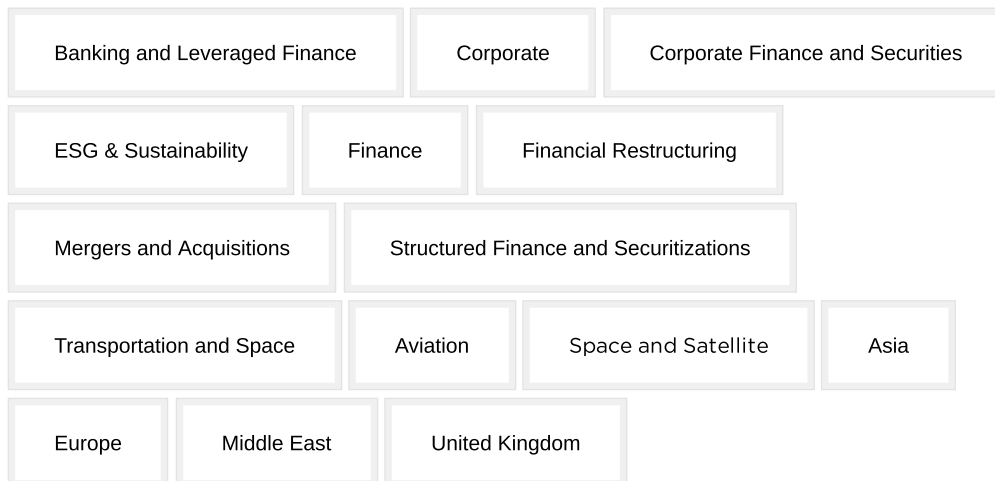 Banking and Leveraged Finance Corporate Corporate Finance and Securities
ESG & Sustainability Finance Financial Restructuring
Mergers and Acquisitions Structured Finance and Securitizations
Transportation and Space Aviation Space and Satellite Asia
Europe Middle East United Kingdom